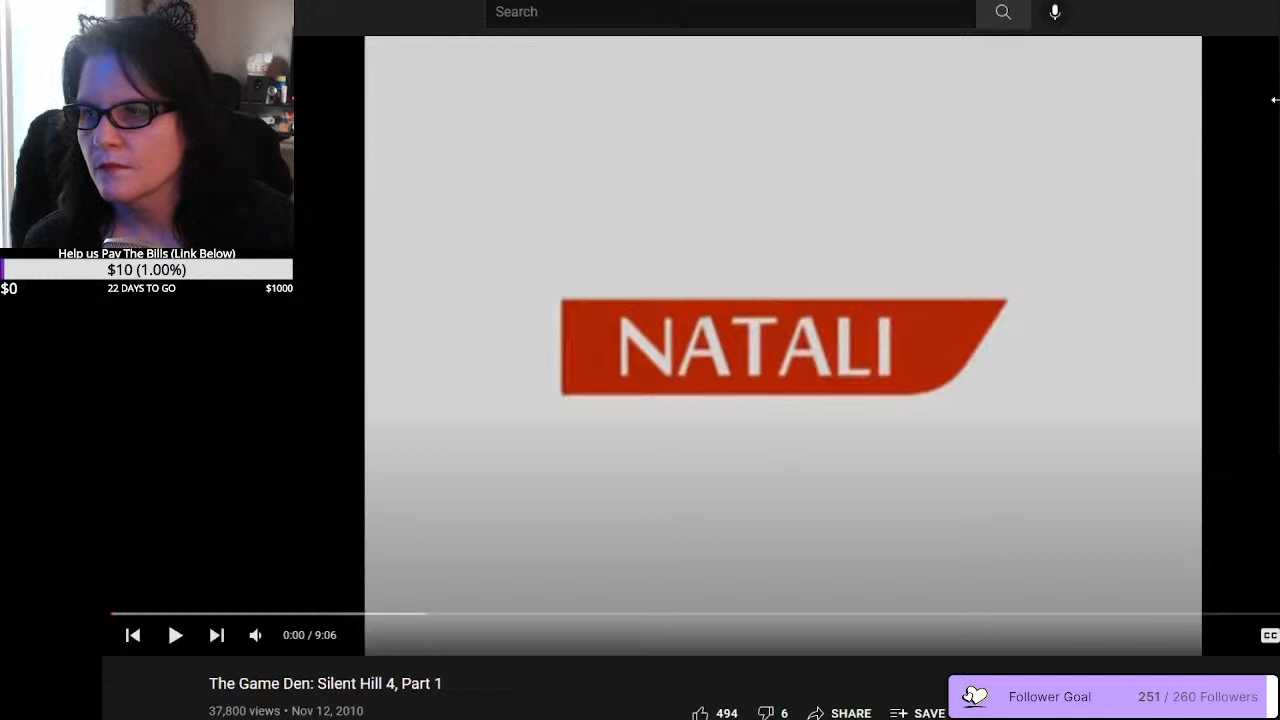 Search
Help us Pay The Bills (Link Below)
$10 (1.00%)
$0 22 DAYS TO GO $1000
NATALI
0:00 / 9:06
CC
The Game Den: Silent Hill 4, Part 1
37,800 views • Nov 12, 2010
494 6 SHARE SAVE
Follower Goal 251 / 260 Followers